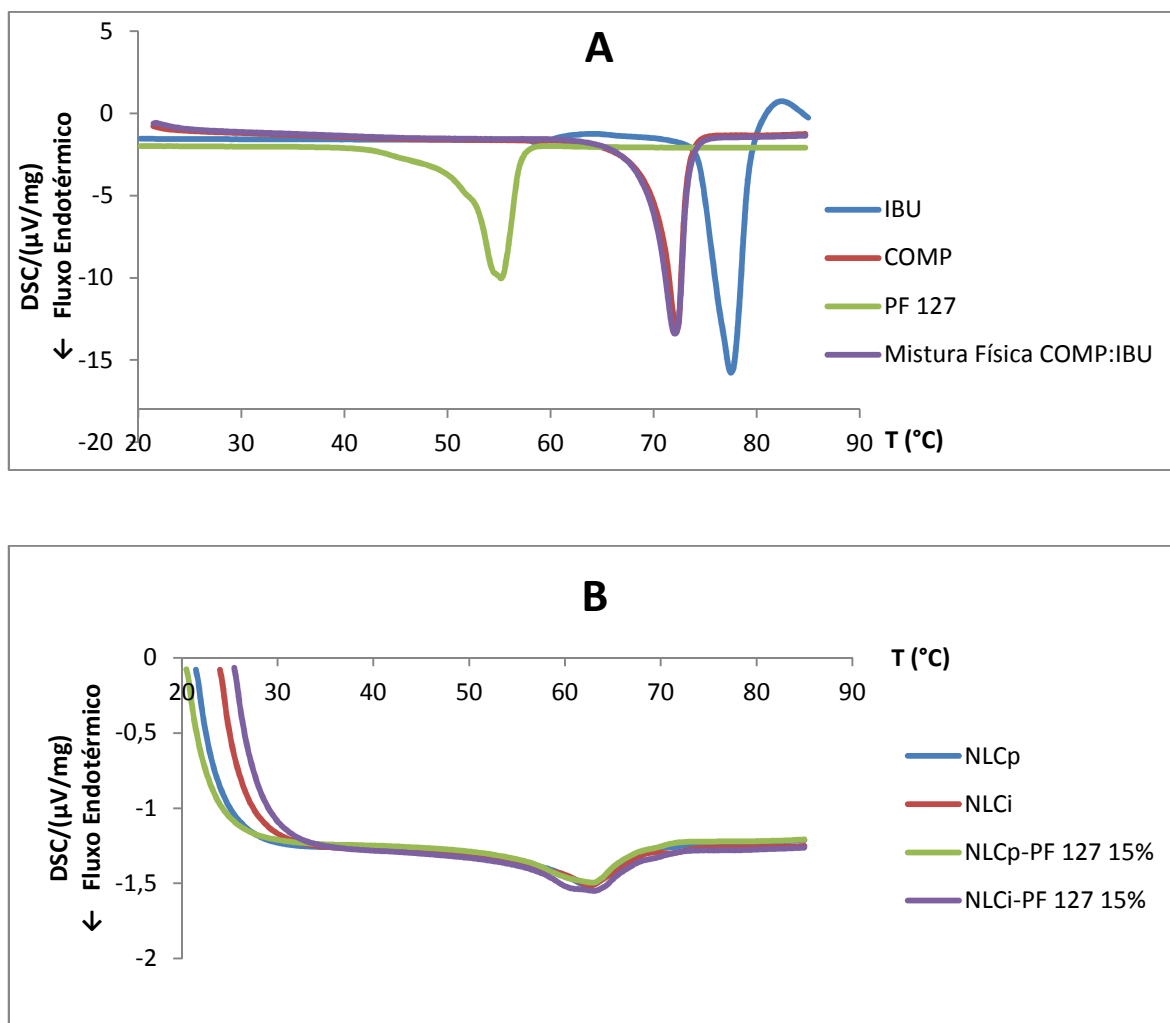 A
5
0
-5
-10
-15
-20
DSC/(µV/mg)
← Fluxo Endotérmico
20 30 40 50 60 70 80 90
T (°C)
IBU
COMP
PF 127
Mistura Física COMP:IBU
B
0
-0,5
-1
-1.5
-2
DSC/(µV/mg)
← Fluxo Endotérmico
20 30 40 50 60 70 80 90
T (°C)
NLCp
NLCi
NLCp-PF 127 15%
NLCi-PF 127 15%